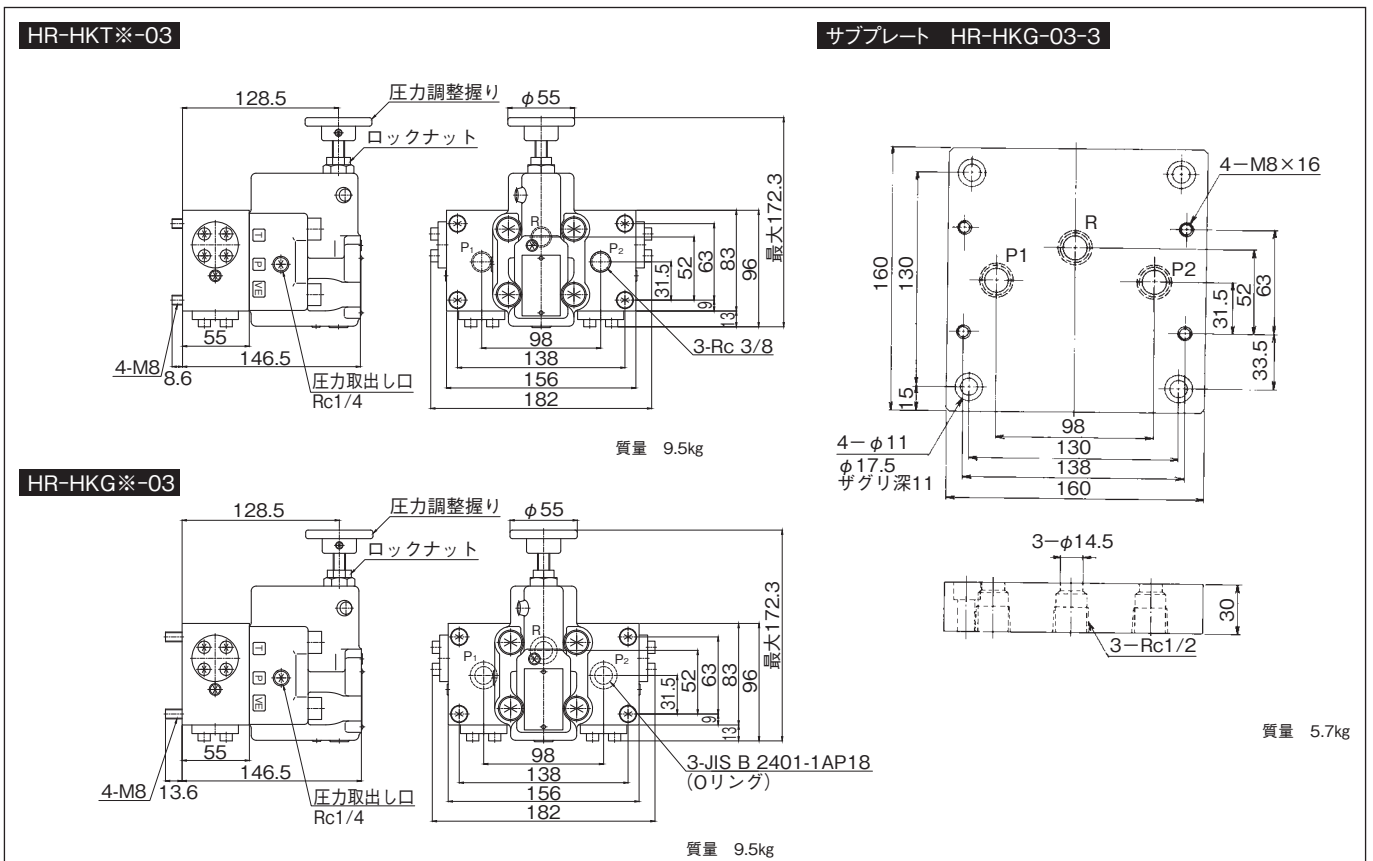 HR-HKT※-03
128.5
圧力調整握り
ロックナット
T
P
VE
55
146.5
4-M8
8.6
圧力取出し口
Rc1/4
φ55
R
P1
P2
31.5
52
63
9
83
13
96
最大172.3
98
138
156
182
3-Rc 3/8
質量 9.5kg
HR-HKG※-03
128.5
圧力調整握り
ロックナット
T
P
VE
55
146.5
4-M8
13.6
圧力取出し口
Rc1/4
φ55
R
P1
P2
31.5
52
63
9
83
13
96
最大172.3
98
138
156
182
3-JIS B 2401-1AP18
(Oリング)
質量 9.5kg
サブプレート HR-HKG-03-3
4-M8×16
R
P1
P2
160
130
15
31.5
52
63
33.5
4-φ11
φ17.5
ザグリ深11
98
130
138
160
3-φ14.5
30
3-Rc1/2
質量 5.7kg